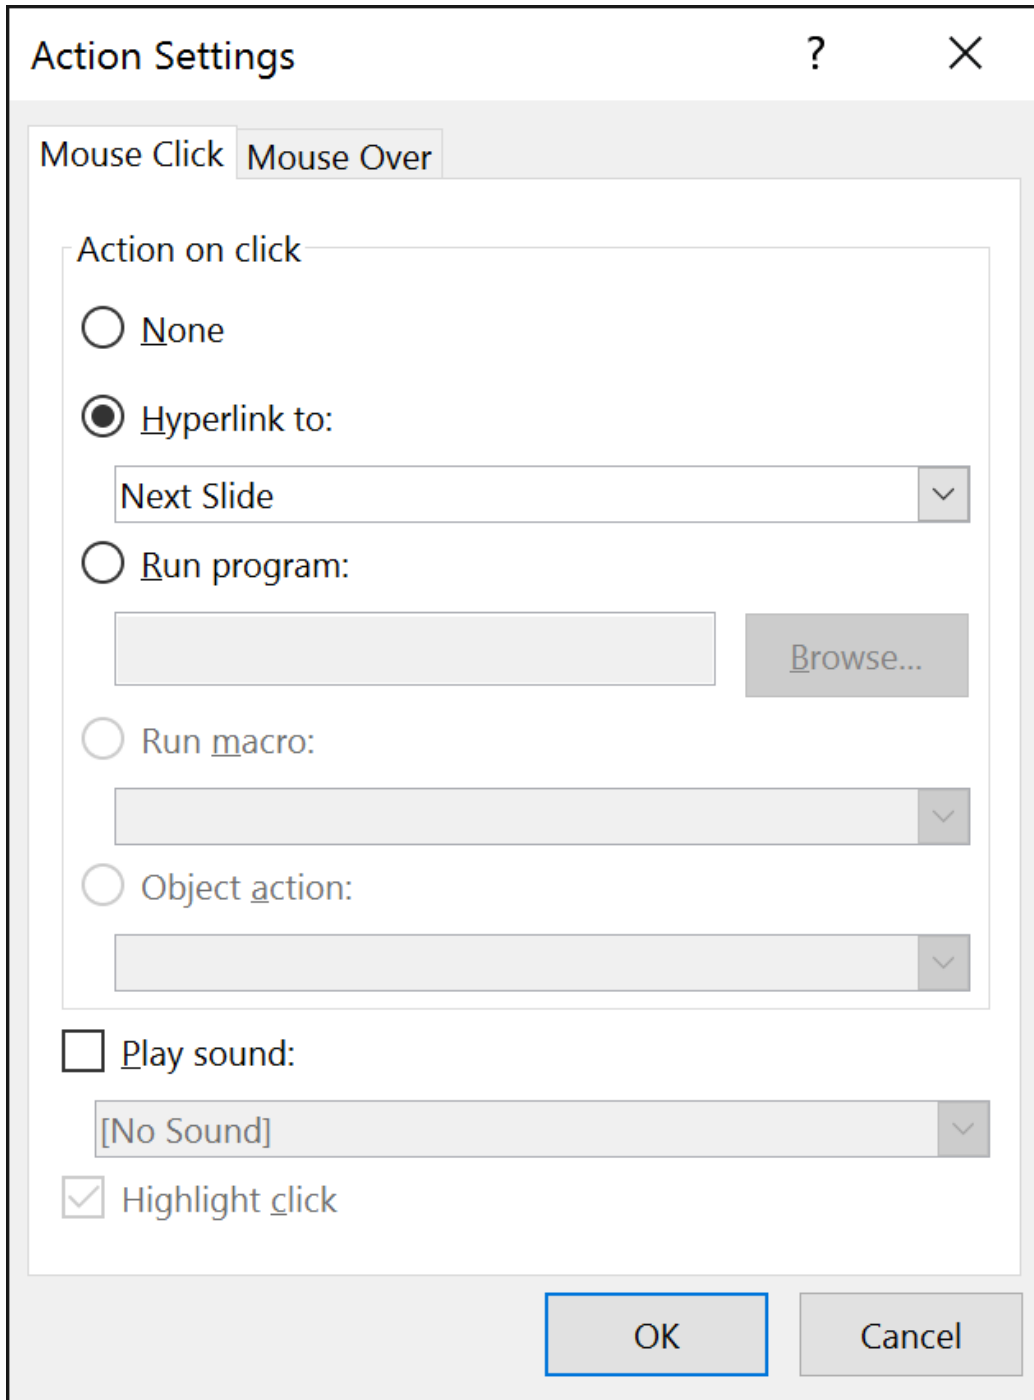 Action Settings ?
Mouse Click Mouse Over
Action on click
None
Hyperlink to:
Next Slide
Run program:
Browse...
Run macro:
Object action:
Play sound:
[No Sound]
Highlight click
OK Cancel